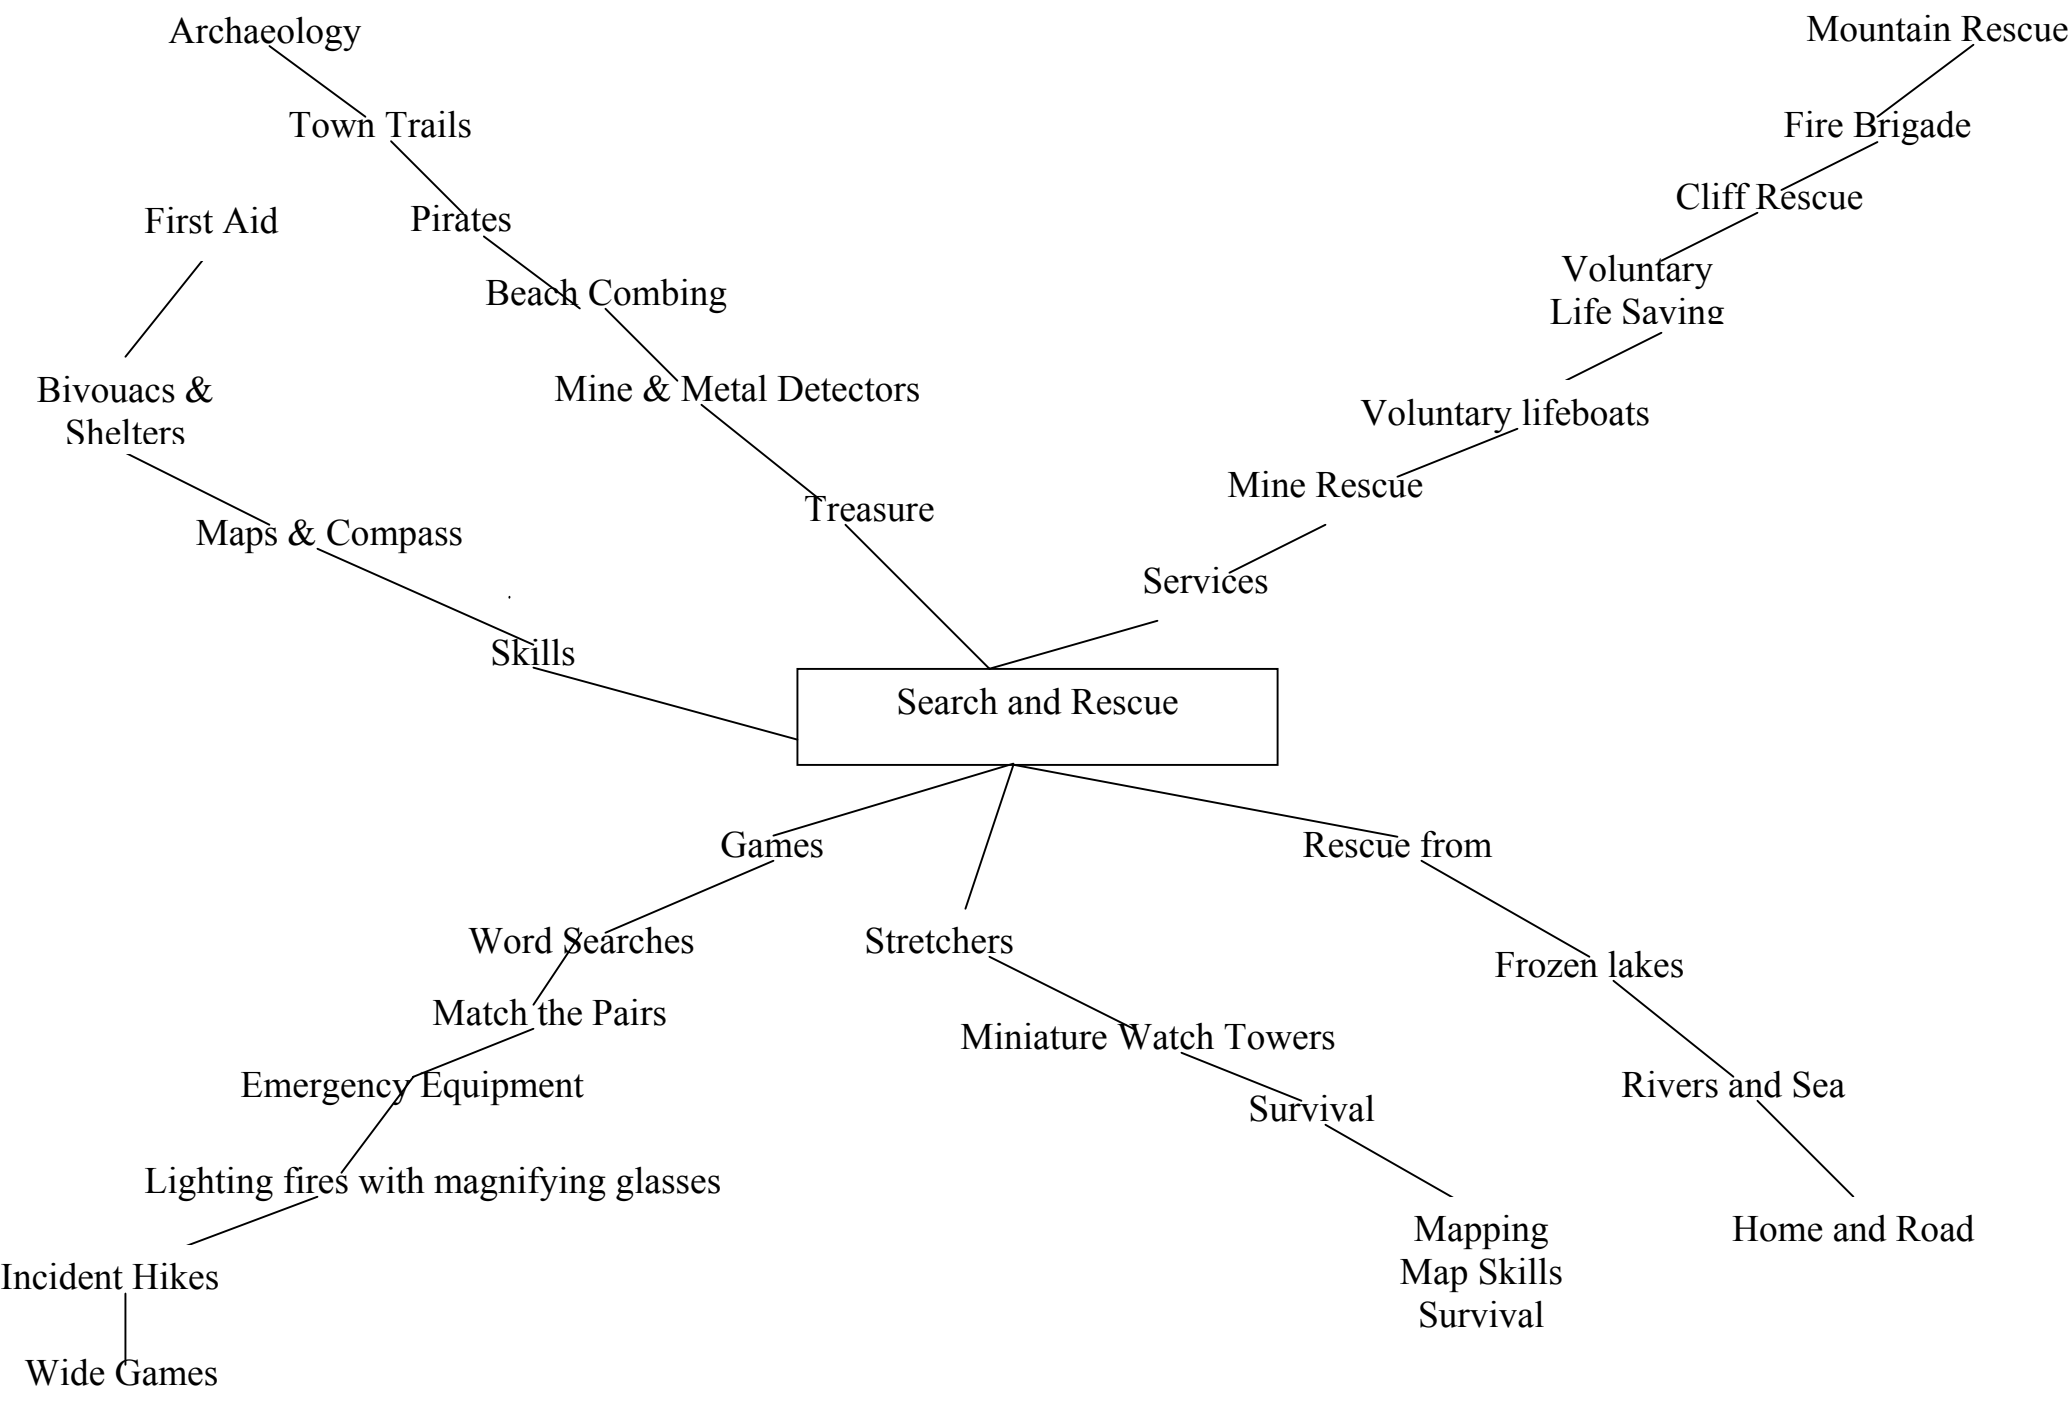 Archaeology
Mountain Rescue
Town Trails
Fire Brigade
Cliff Rescue
First Aid
Pirates
Voluntary
Life Saving
Beach Combing
Bivouacs &
Shelters
Mine & Metal Detectors
Voluntary lifeboats
Mine Rescue
Treasure
Maps & Compass
Services
Skills
Search and Rescue
Games
Rescue from
Word Searches
Stretchers
Frozen lakes
Match the Pairs
Miniature Watch Towers
Emergency Equipment
Survival
Rivers and Sea
Lighting fires with magnifying glasses
Mapping
Map Skills
Survival
Home and Road
Incident Hikes
Wide Games